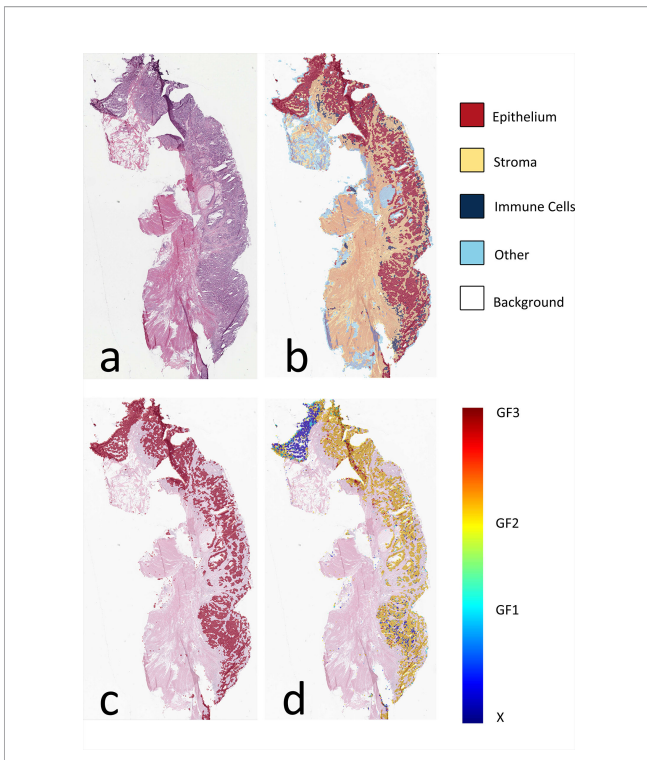 a
b
Epithelium
Stroma
Immune Cells
Other
Background
c
d
GF3
GF2
GF1
X